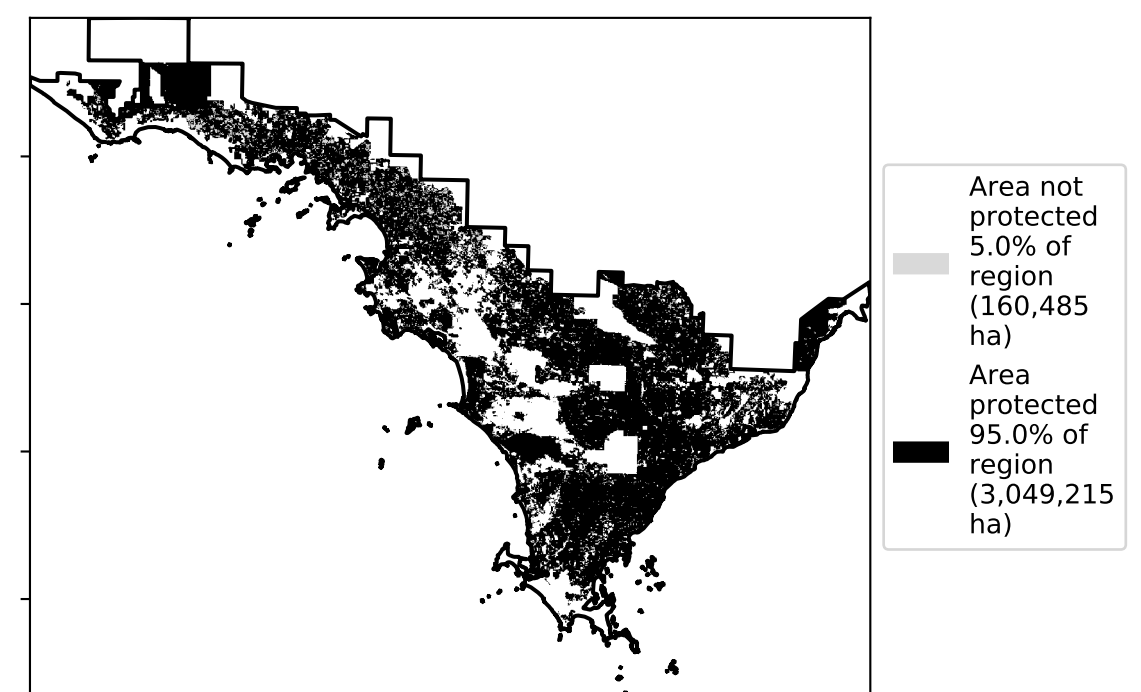 Area not
protected
5.0% of
region
(160,485
ha)
Area
protected
95.0% of
region
(3,049,215
ha)